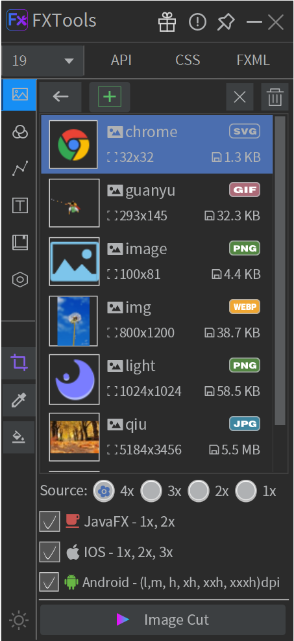 FXTools
19 API CSS FXML
chrome SVG
32x32 1.3 KB
guanyu GIF
293x145 32.3 KB
image PNG
100x81 4.4 KB
img WEBP
800x1200 38.7 KB
light PNG
1024x1024 58.5 KB
qiu JPG
5184x3456 5.5 MB
Source: 4x 3x 2x 1x
JavaFX - 1x, 2x
IOS - 1x, 2x, 3x
Android - (l,m, h, xh, xxh, xxxh)dpi
Image Cut